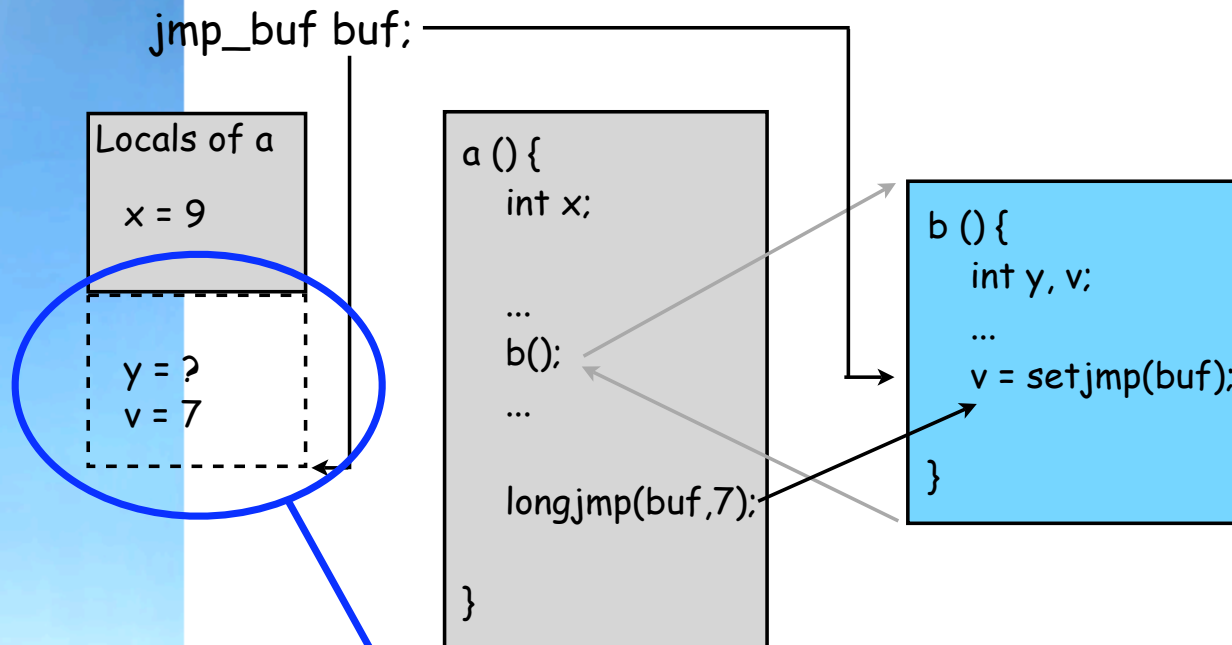 jmp_buf buf;
Locals of a
x = 9
y = ?
v = 7
a () {
int x;
...
b();
...
longjmp(buf,7);
}
b () {
int y, v;
...
v = setjmp(buf);
}